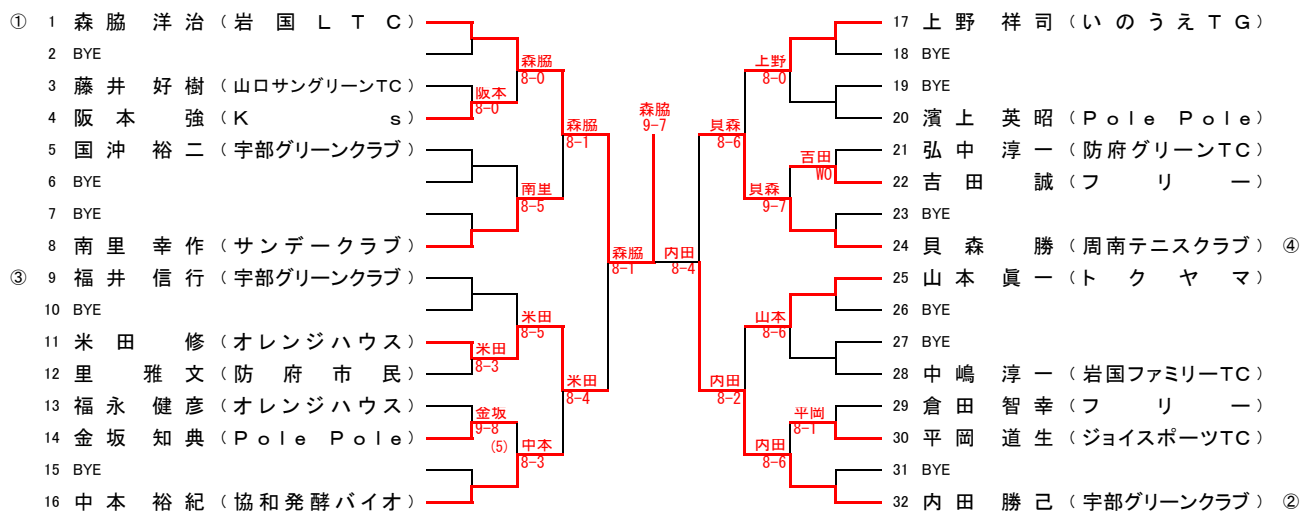 ① 1 森脇 洋治（岩国LTC）
2 BYE
3 藤井 好樹（山口サングリーンTC）
4 阪本 強（Ks）
5 国沖 裕二（宇部グリーンクラブ）
6 BYE
7 BYE
8 南里 幸作（サンデークラブ）
③ 9 福井 信行（宇部グリーンクラブ）
10 BYE
11 米田 修（オレンジハウス）
12 里 雅文（防府市民）
13 福永 健彦（オレンジハウス）
14 金坂 知典（Pole Pole）
15 BYE
16 中本 裕紀（協和発酵バイオ）
阪本
8-0
米田
8-3
金坂
9-8
(5)
森脇
8-0
南里
8-5
米田
8-5
中本
8-3
森脇
8-1
米田
8-4
森脇
8-1
森脇
9-7
内田
8-4
貝森
8-6
内田
8-2
上野
8-0
貝森
9-7
山本
8-6
内田
8-6
吉田
WO
平岡
8-1
17 上野 祥司（いのうえTG）
18 BYE
19 BYE
20 濱上 英昭（Pole Pole）
21 弘中 淳一（防府グリーンTC）
22 吉田 誠（フリー）
23 BYE
24 貝森 勝（周南テニスクラブ） ④
25 山本 眞一（トクヤマ）
26 BYE
27 BYE
28 中嶋 淳一（岩国ファミリーTC）
29 倉田 智幸（フリー）
30 平岡 道生（ジョイスポーツTC）
31 BYE
32 内田 勝己（宇部グリーンクラブ） ②